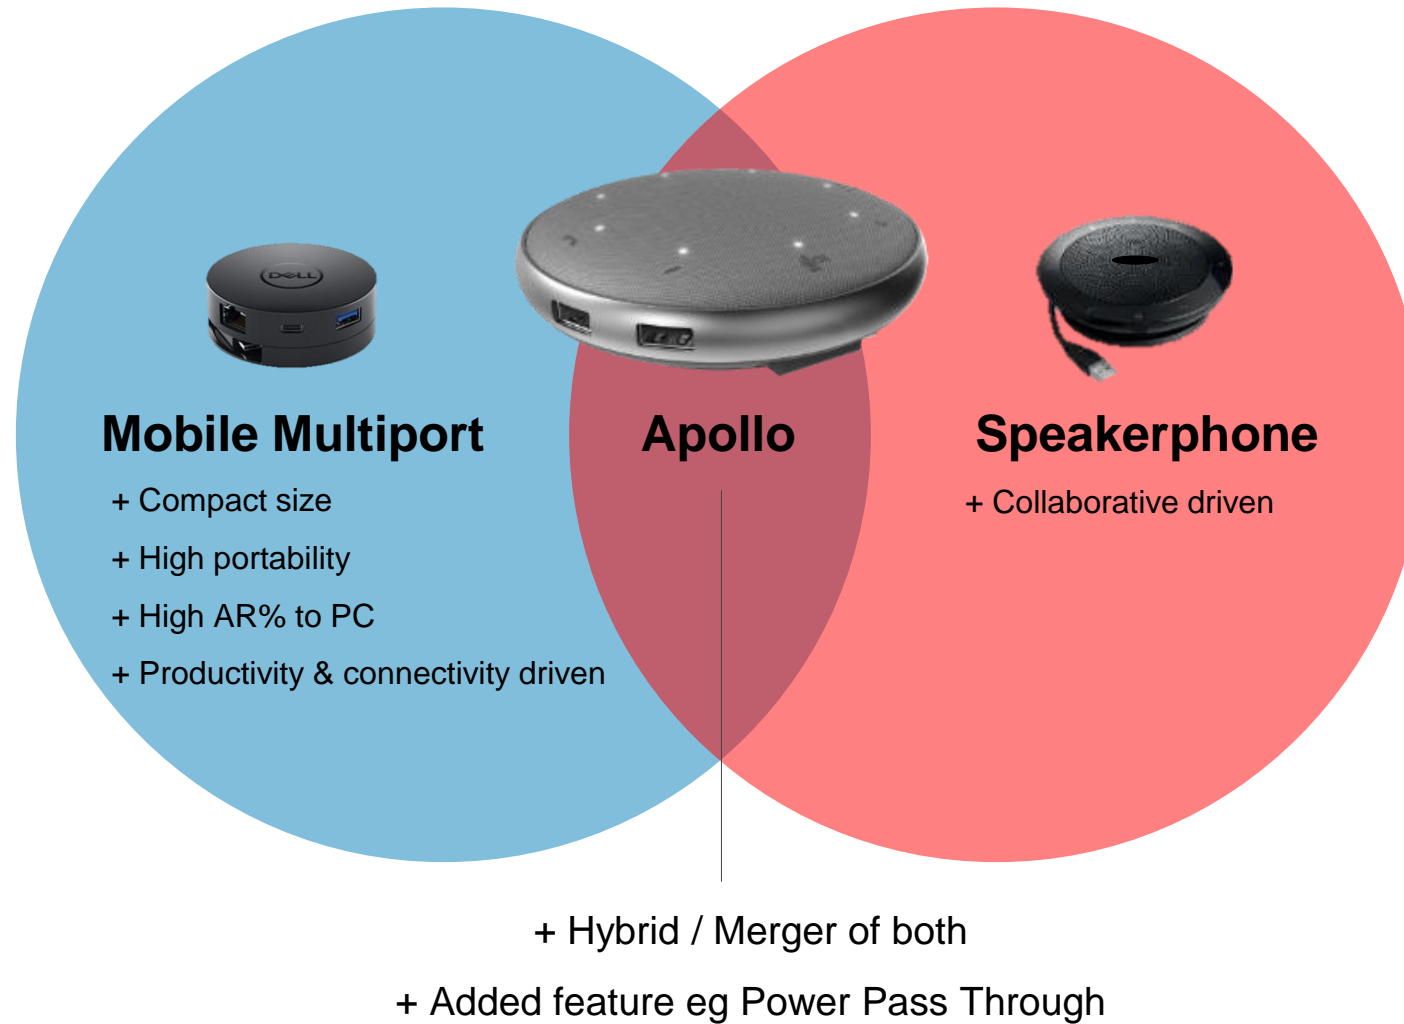 DELL
Mobile Multiport
+ Compact size
+ High portability
+ High AR% to PC
+ Productivity & connectivity driven
Apollo
Speakerphone
+ Collaborative driven
+ Hybrid / Merger of both
+ Added feature eg Power Pass Through